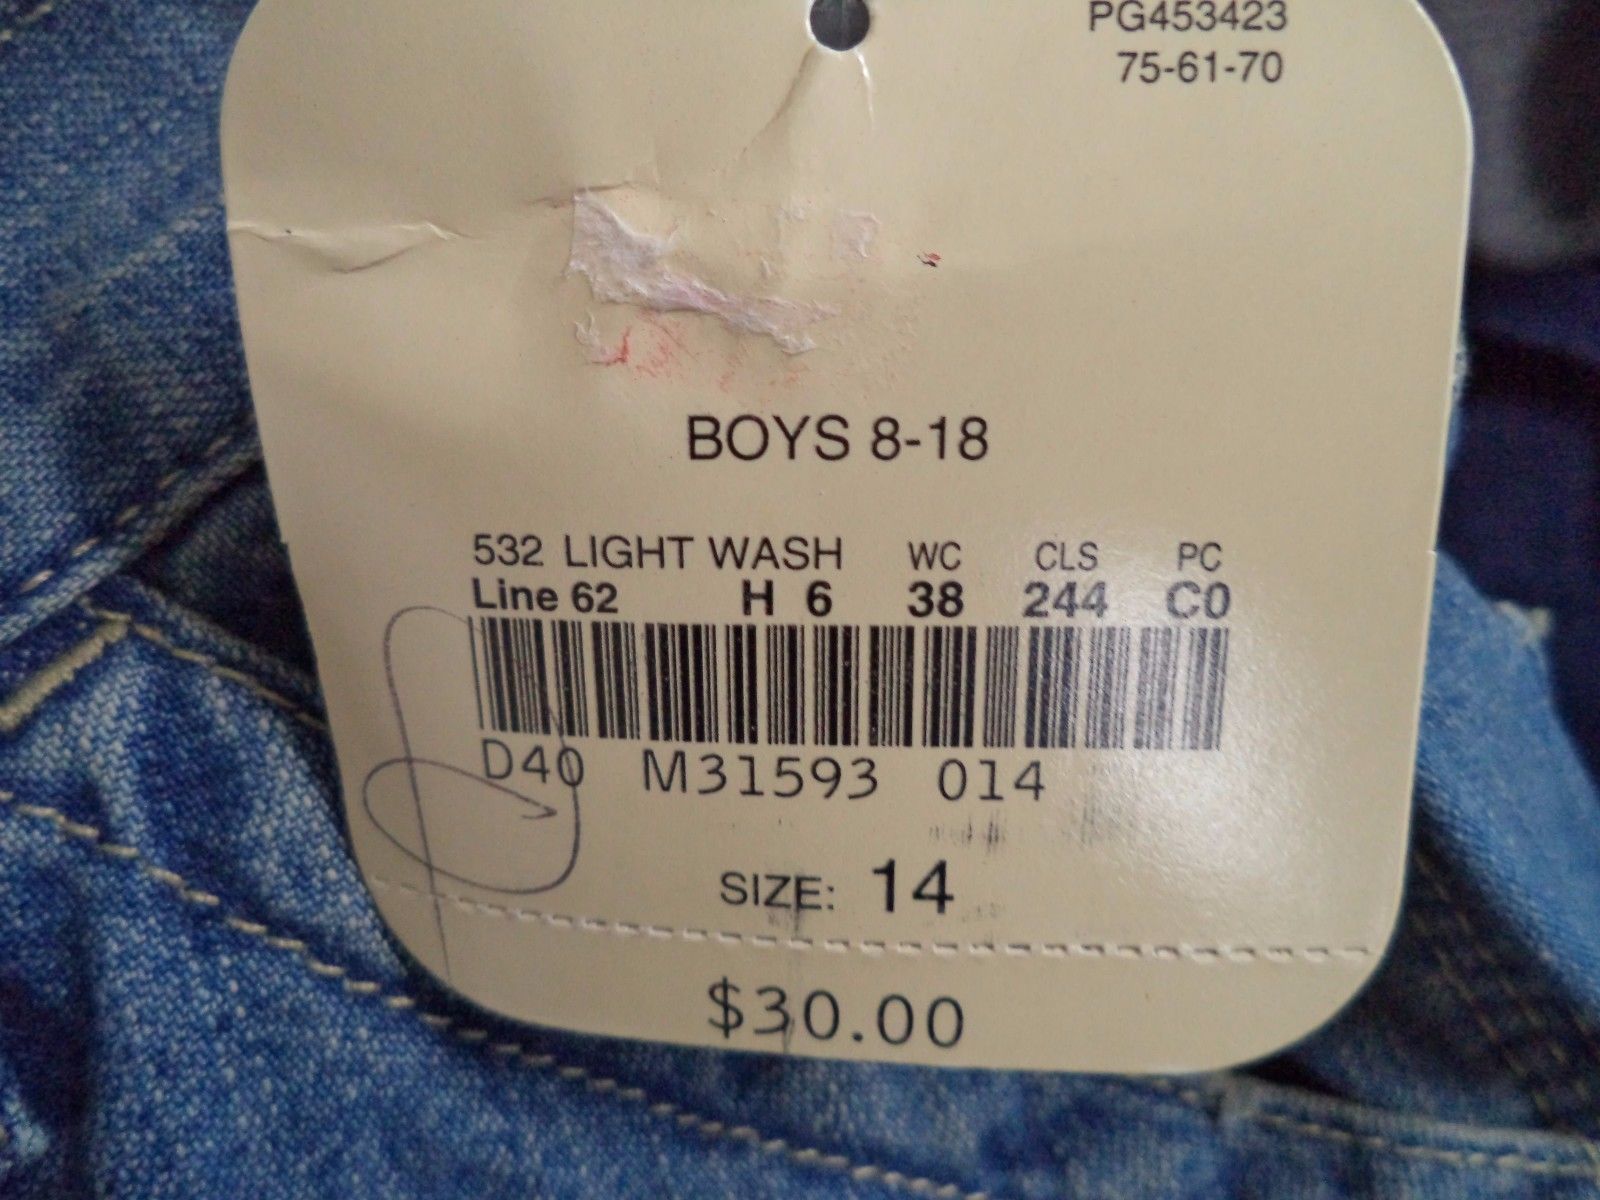 PG453423
75-61-70
BOYS 8-18
532 LIGHT WASH WC CLS PC
Line 62 H 6 38 244 C0
D40 M31593 014
SIZE: 14
$30.00